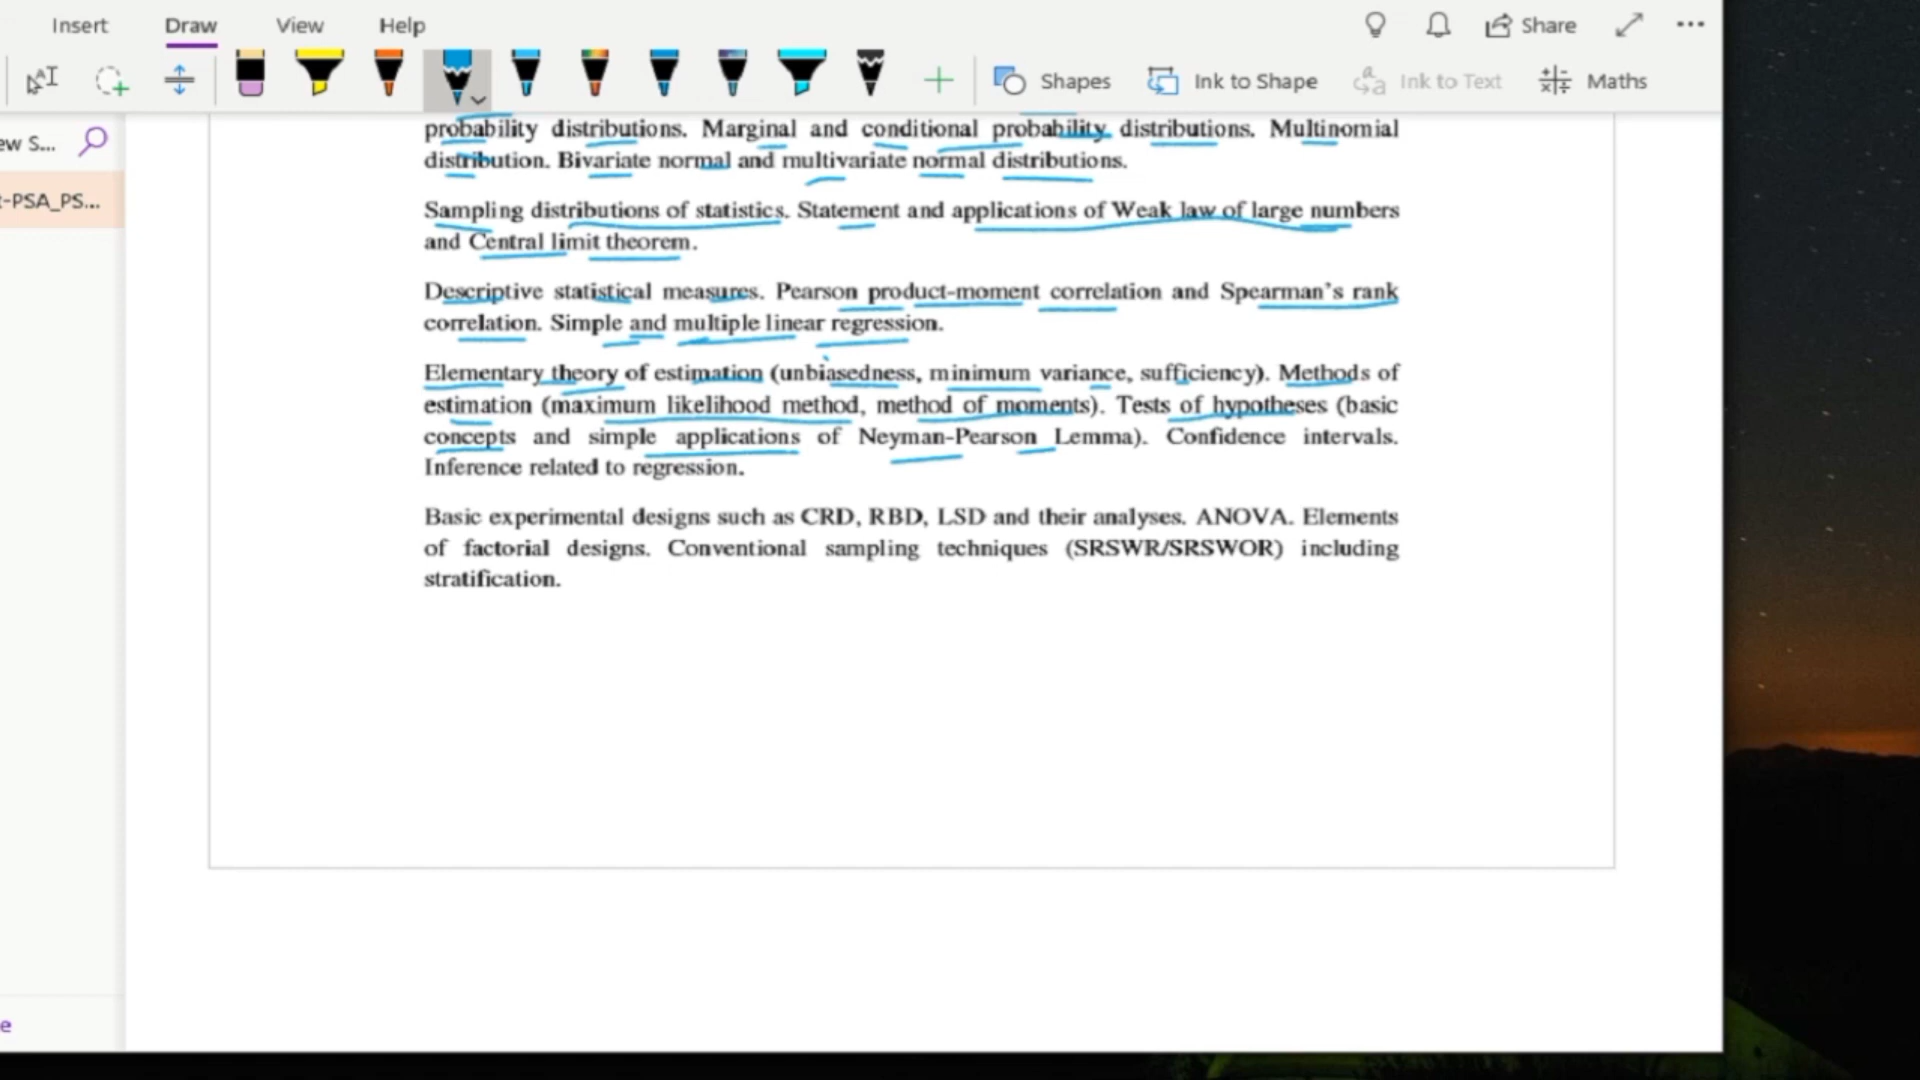 Insert Draw View Help Share
Shapes Ink to Shape Ink to Text Maths
ew S...
t-PSA_PS...
probability distributions. Marginal and conditional probability distributions. Multinomial
distribution. Bivariate normal and multivariate normal distributions.
Sampling distributions of statistics. Statement and applications of Weak law of large numbers
and Central limit theorem.
Descriptive statistical measures. Pearson product-moment correlation and Spearman's rank
correlation. Simple and multiple linear regression.
Elementary theory of estimation (unbiasedness, minimum variance, sufficiency). Methods of
estimation (maximum likelihood method, method of moments). Tests of hypotheses (basic
concepts and simple applications of Neyman-Pearson Lemma). Confidence intervals.
Inference related to regression.
Basic experimental designs such as CRD, RBD, LSD and their analyses. ANOVA. Elements
of factorial designs. Conventional sampling techniques (SRSWR/SRSWOR) including
stratification.
e